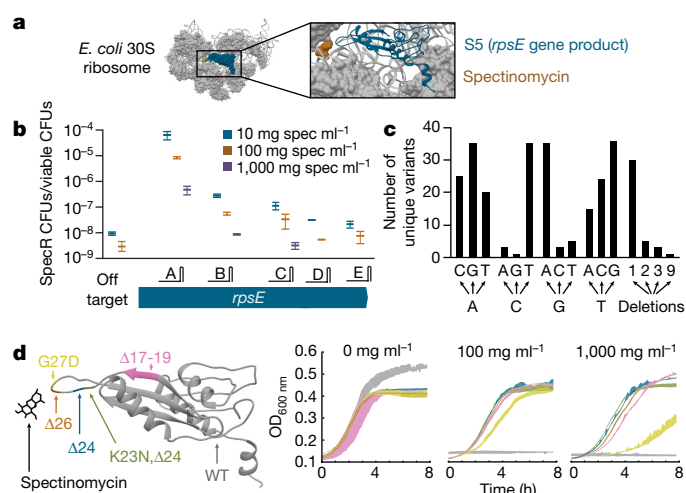 a
E. coli 30S
ribosome
S5 (rpsE gene product)
Spectinomycin
b
SpecR CFUs/viable CFUs
10⁻⁴
10⁻⁵
10⁻⁶
10⁻⁷
10⁻⁸
10⁻⁹
10 mg spec ml⁻¹
100 mg spec ml⁻¹
1,000 mg spec ml⁻¹
Off
target
A B C D E
rpsE
c
Number of
unique variants
40
30
20
10
0
C G T A G T A C T A C G 1 2 3 9
A C G T Deletions
d
G27D
Δ17-19
Δ26
Δ24
K23N,Δ24
WT
Spectinomycin
OD600 nm
0.6
0.5
0.4
0.3
0.2
0.1
0 mg ml⁻¹
100 mg ml⁻¹
1,000 mg ml⁻¹
0 4 8
0 4 8
0 4 8
Time (h)